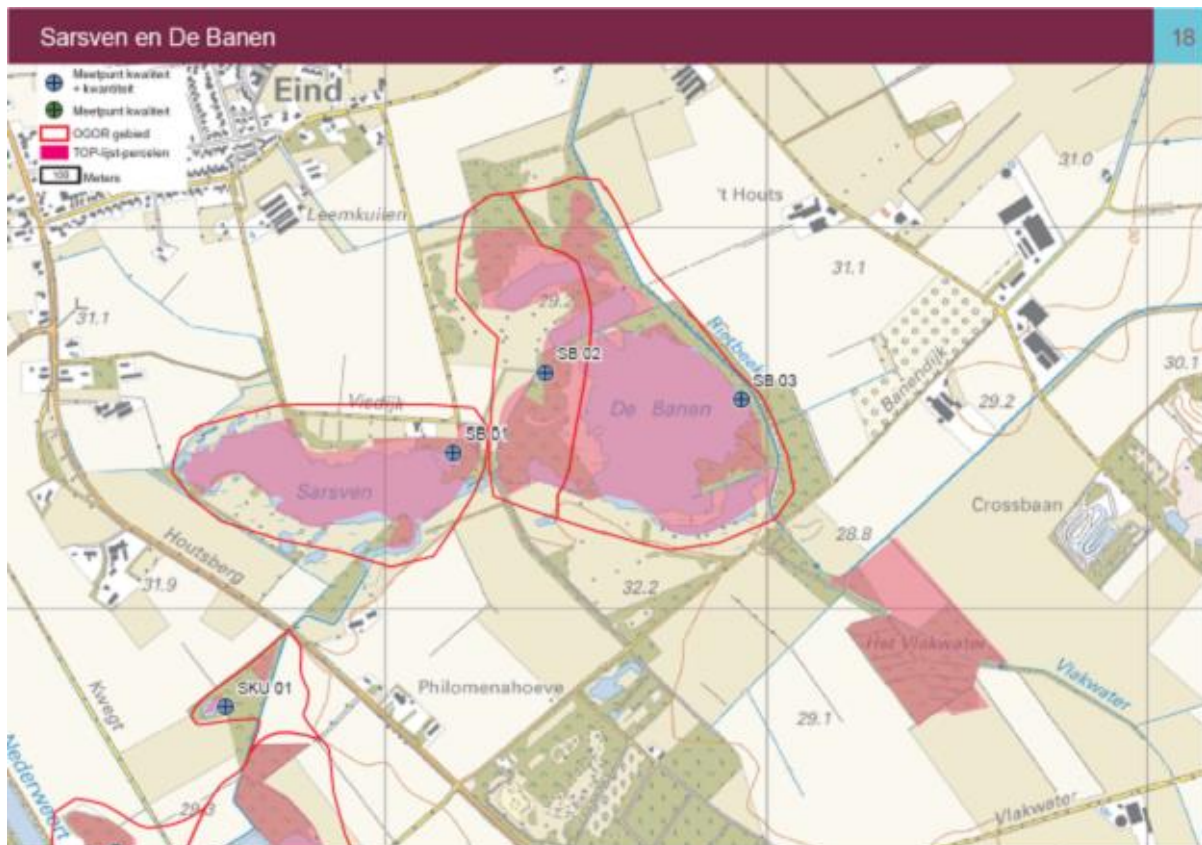 Sarsven en De Banen
18
Meetpunt kwaliteit
+ kwantiteit
Meetpunt kwaliteit
OGOR gebied
TOP-lijst-percelen
100 Meters
Eind
Leemkuilen
't Houts
31.0
31.1
31.1
29.2
Rietbeek
SB 02
SB 03
De Banen
Banendijk
29.2
30.1
Vliedijk
SB 01
Sarsven
Crossbaan
28.8
Houtsberg
31.9
32.2
Het Vlakwater
SKU 01
Philomenahoeve
Vlakwater
Kwegt
29.1
Nederweert
29.3
Vlakwater